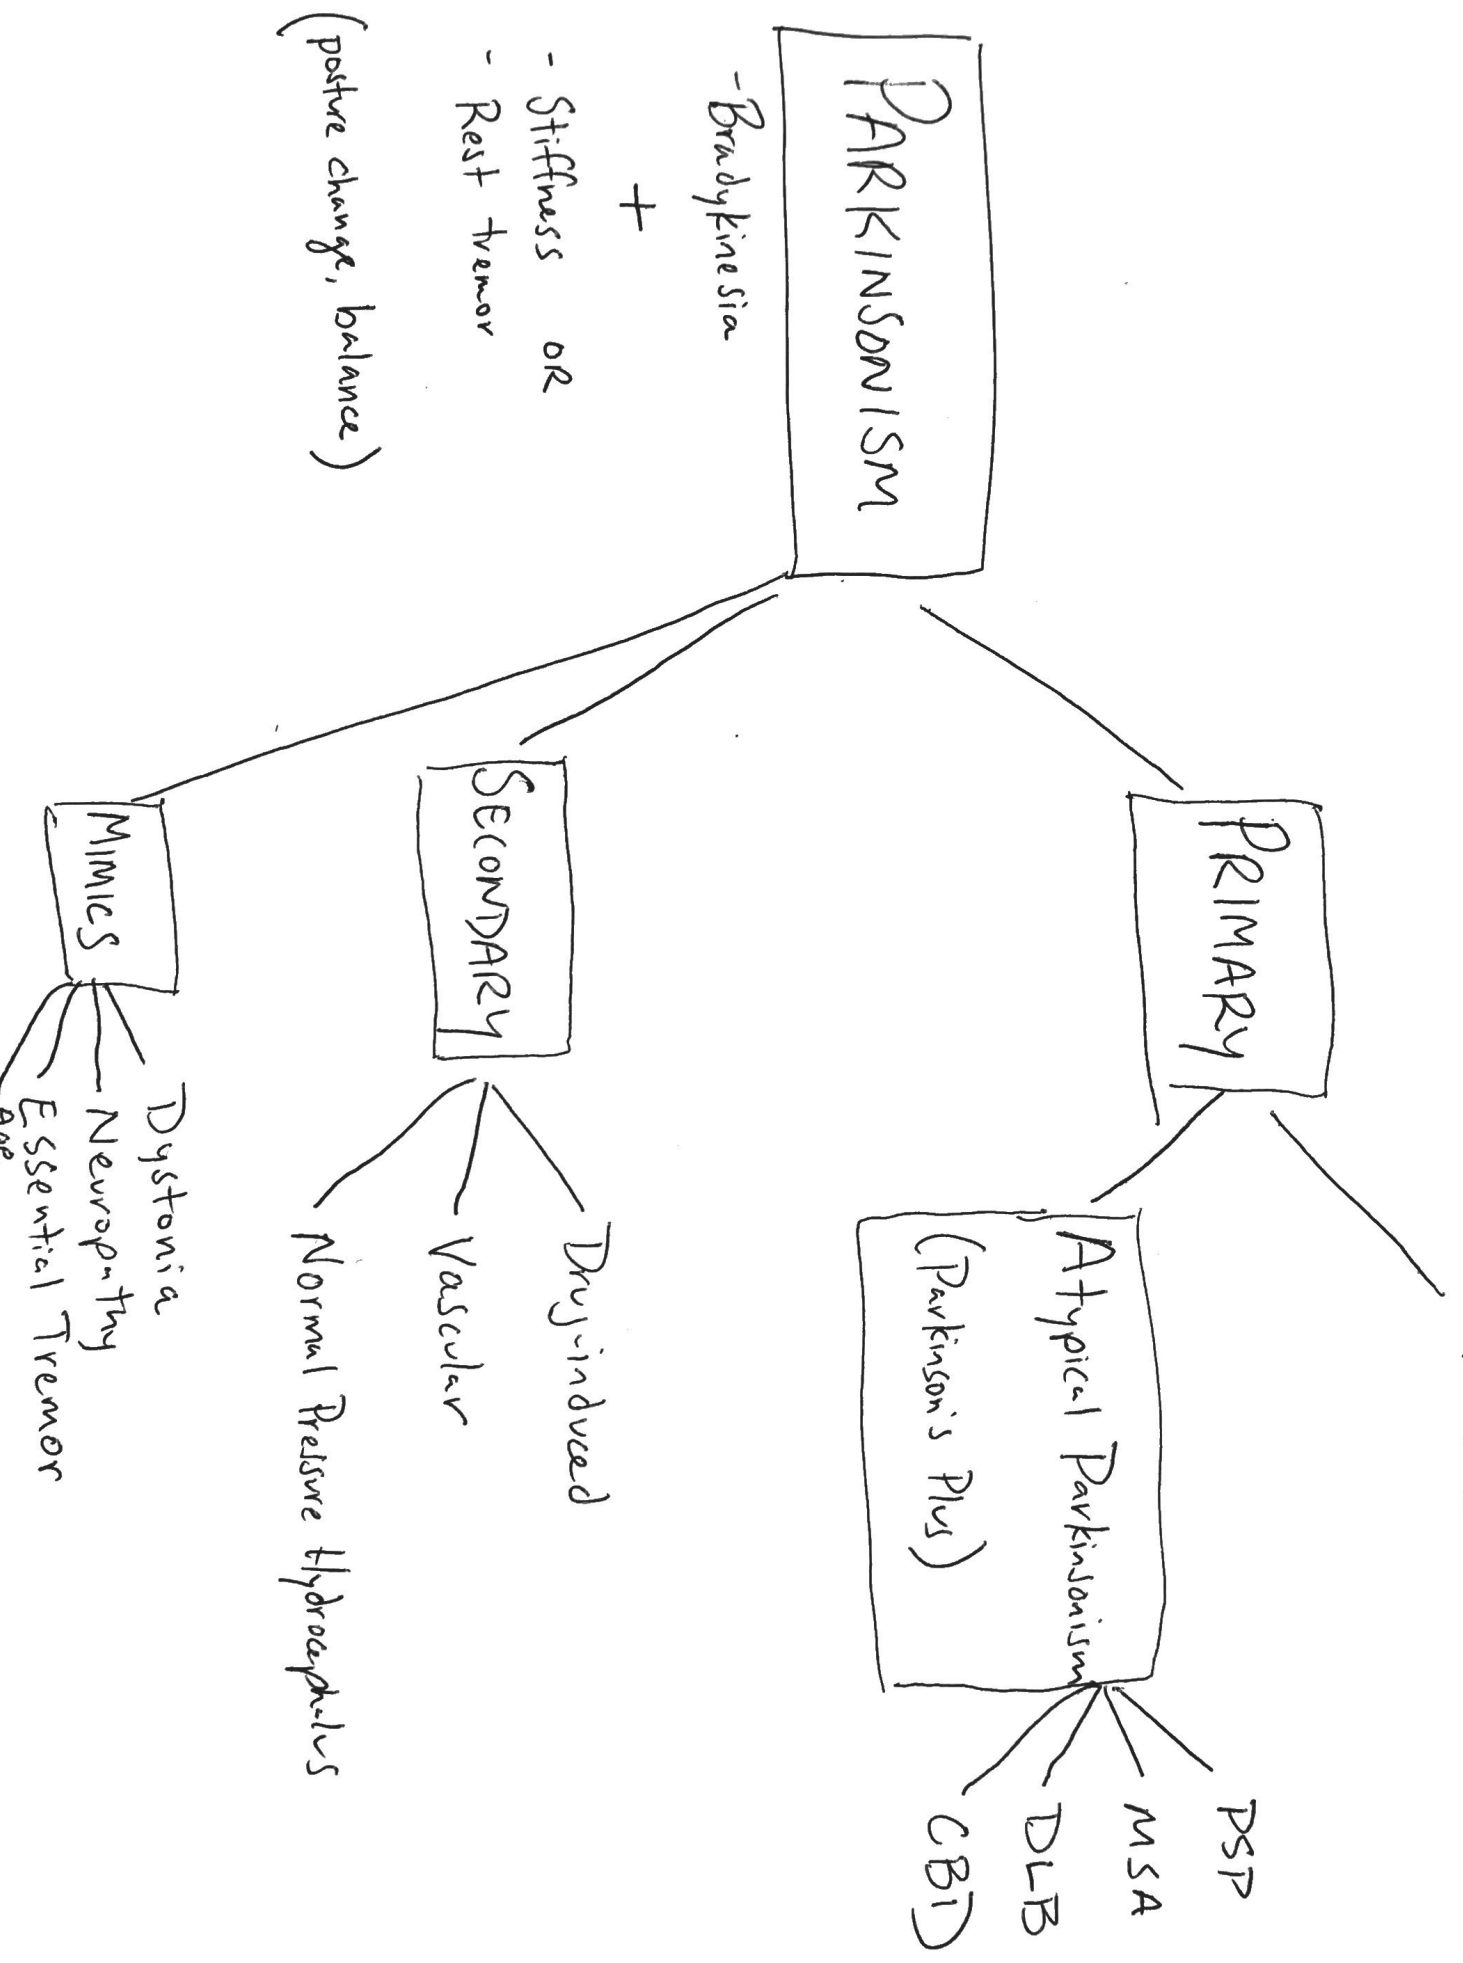 PARKINSONISM
-Bradykinesia
+
- Stiffness OR
- Rest tremor
(posture change, balance)
PRIMARY
Atypical Parkinsonism
(Parkinson's Plus)
PSP
MSA
DLB
CBD
SECONDARY
Drug-induced
Vascular
Normal Pressure Hydrocephalus
MIMICS
Dystonia
Neuropathy
Essential Tremor